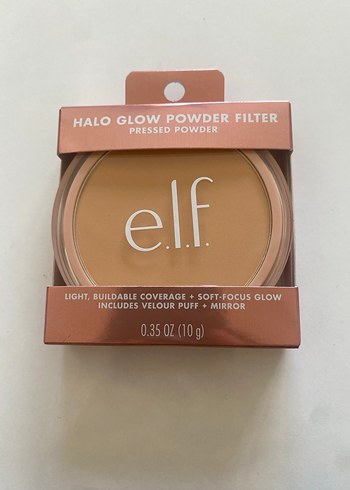 HALO GLOW POWDER FILTER
PRESSED POWDER
e.l.f.
LIGHT, BUILDABLE COVERAGE + SOFT-FOCUS GLOW
INCLUDES VELOUR PUFF + MIRROR
0.35 OZ (10 g)